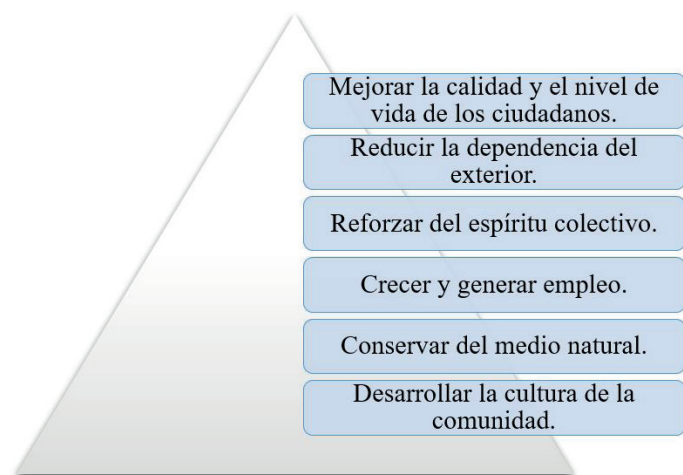 Mejorar la calidad y el nivel de
vida de los ciudadanos.
Reducir la dependencia del
exterior.
Reforzar del espíritu colectivo.
Crecer y generar empleo.
Conservar del medio natural.
Desarrollar la cultura de la
comunidad.